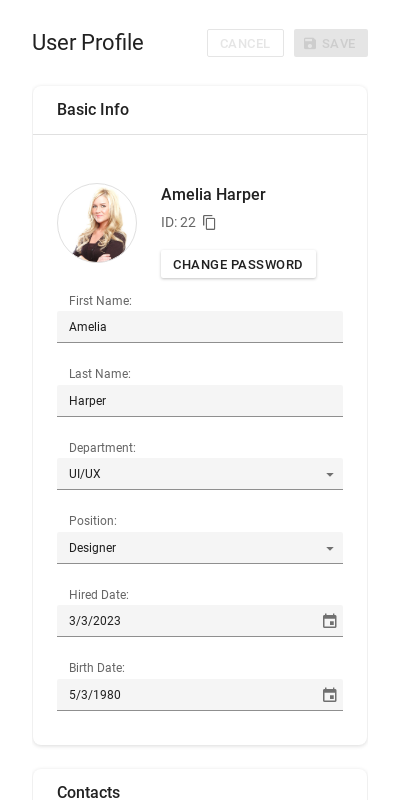 User Profile
CANCEL
SAVE
Basic Info
Amelia Harper
ID: 22
CHANGE PASSWORD
First Name:
Amelia
Last Name:
Harper
Department:
UI/UX
Position:
Designer
Hired Date:
3/3/2023
Birth Date:
5/3/1980
Contacts